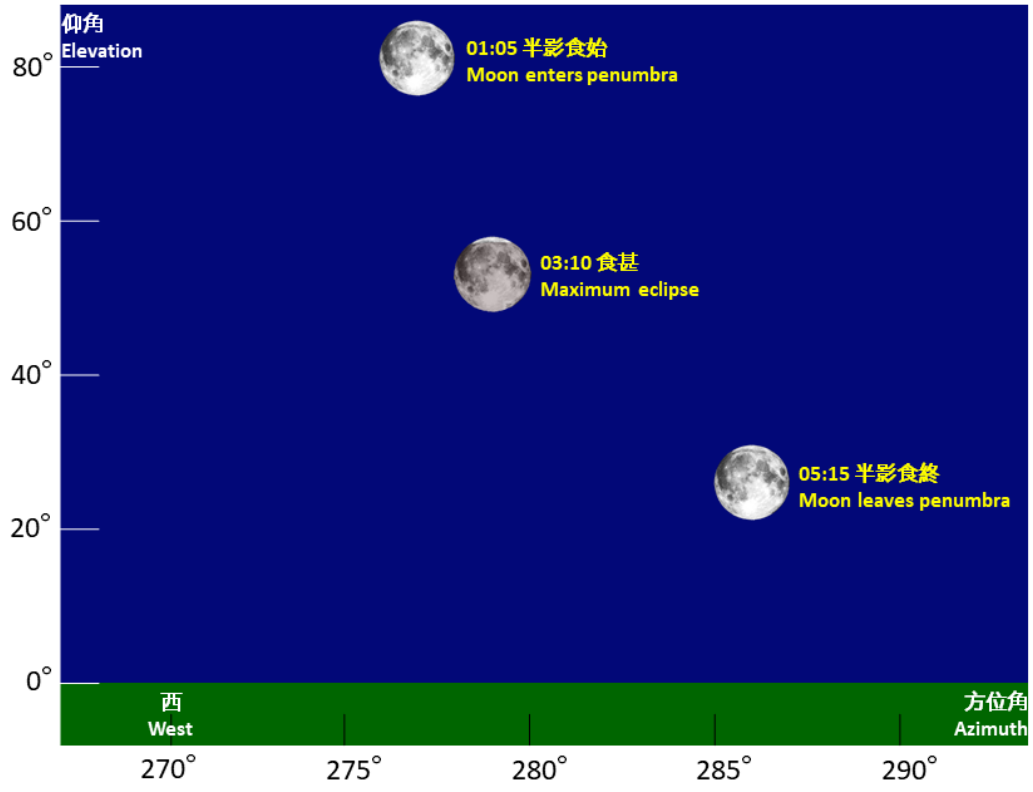 仰角
Elevation
80°
01:05 半影食始
Moon enters penumbra
60°
03:10 食甚
Maximum eclipse
40°
05:15 半影食終
Moon leaves penumbra
20°
0°
西
West
方位角
Azimuth
270°
275°
280°
285°
290°